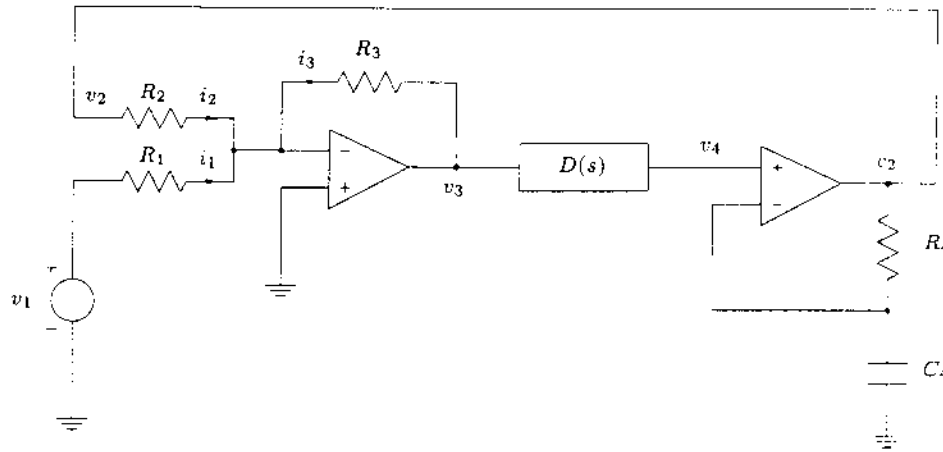 i₃
R₃
v₂
R₂
i₂
R₁
i₁
−
+
v₃
D(s)
v₄
+
−
v₁
−